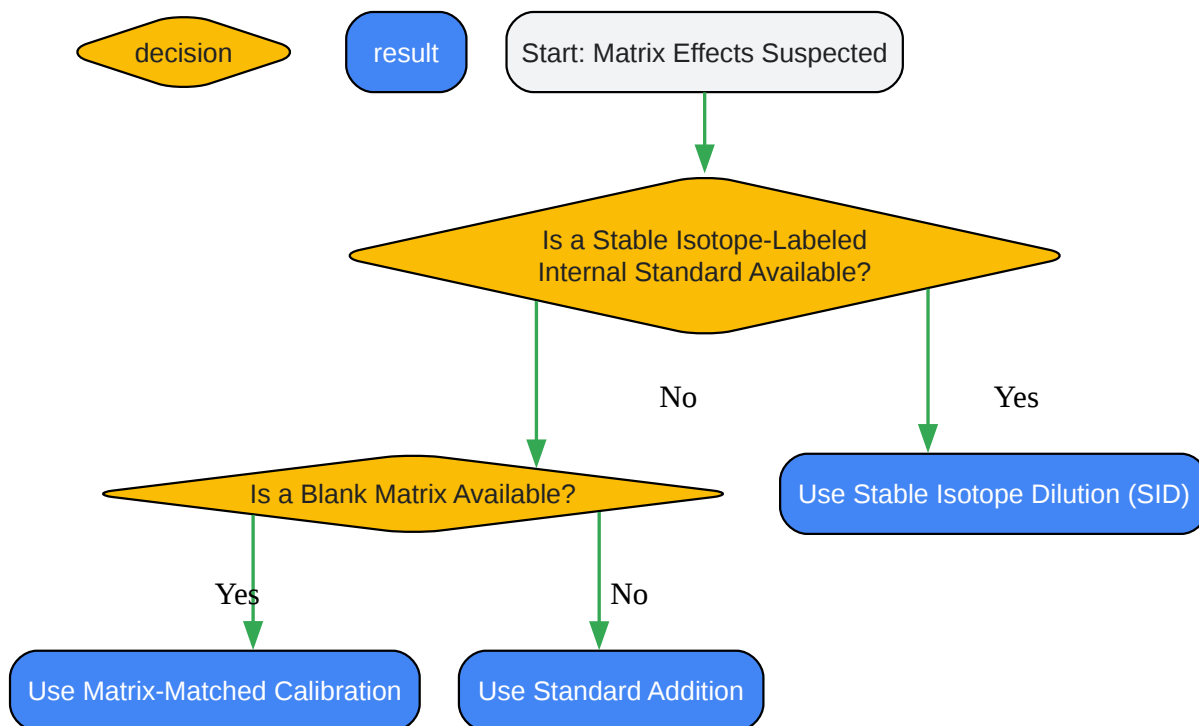 decision
result
Start: Matrix Effects Suspected
Is a Stable Isotope-Labeled
Internal Standard Available?
No
Yes
Is a Blank Matrix Available?
Use Stable Isotope Dilution (SID)
Yes
No
Use Matrix-Matched Calibration
Use Standard Addition